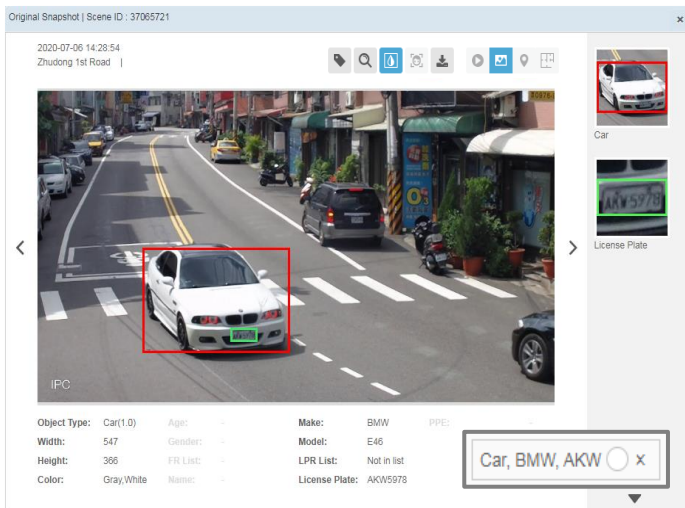 Original Snapshot | Scene ID : 37065721
×
2020-07-06 14:28:54
Zhudong 1st Road |
IPC
Car
AKW5978
License Plate
Object Type: Car(1.0) Age: - Make: BMW PPE: -
Width: 547 Gender: - Model: E46
Height: 366 FR List: - LPR List: Not in list
Color: Gray,White Name: - License Plate: AKW5978
Car, BMW, AKW x